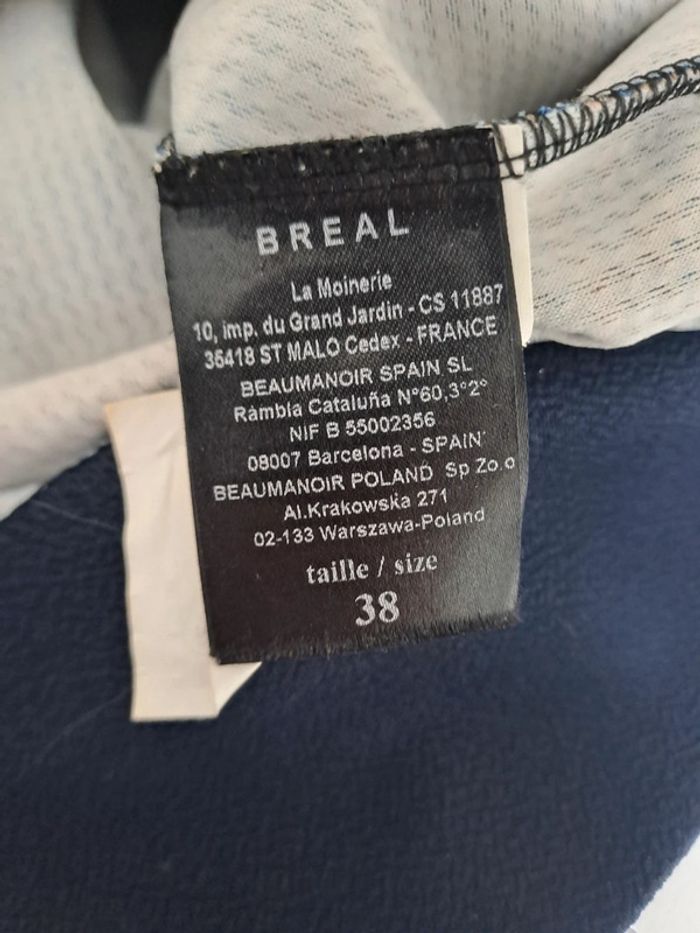 BREAL
La Moinerie
10, imp. du Grand Jardin - CS 11887
35418 ST MALO Cedex - FRANCE
BEAUMANOIR SPAIN SL
Ràmbla Cataluña N°60,3°2°
NIF B 55002356
08007 Barcelona - SPAIN
BEAUMANOIR POLAND Sp Zo.o
Al.Krakowska 271
02-133 Warszawa-Poland
taille / size
38